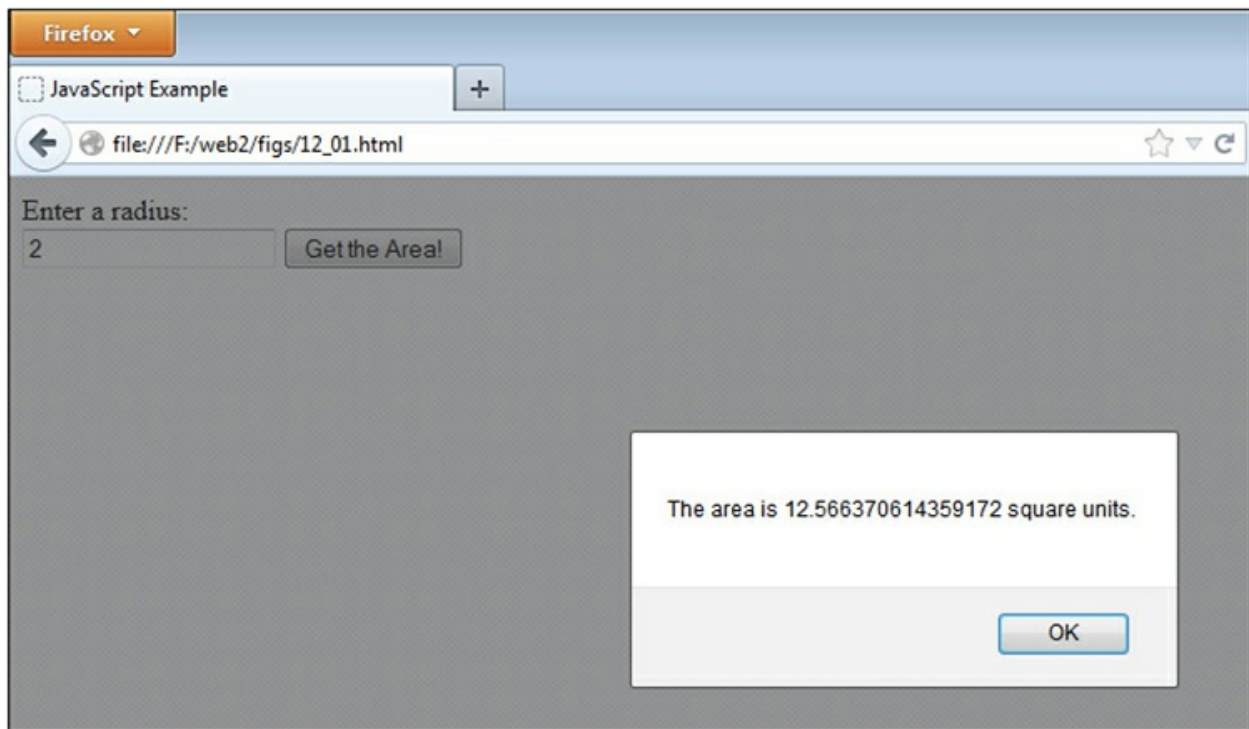 Firefox
JavaScript Example
+
file:///F:/web2/figs/12_01.html
Enter a radius:
2 Get the Area!
The area is 12.566370614359172 square units.
OK